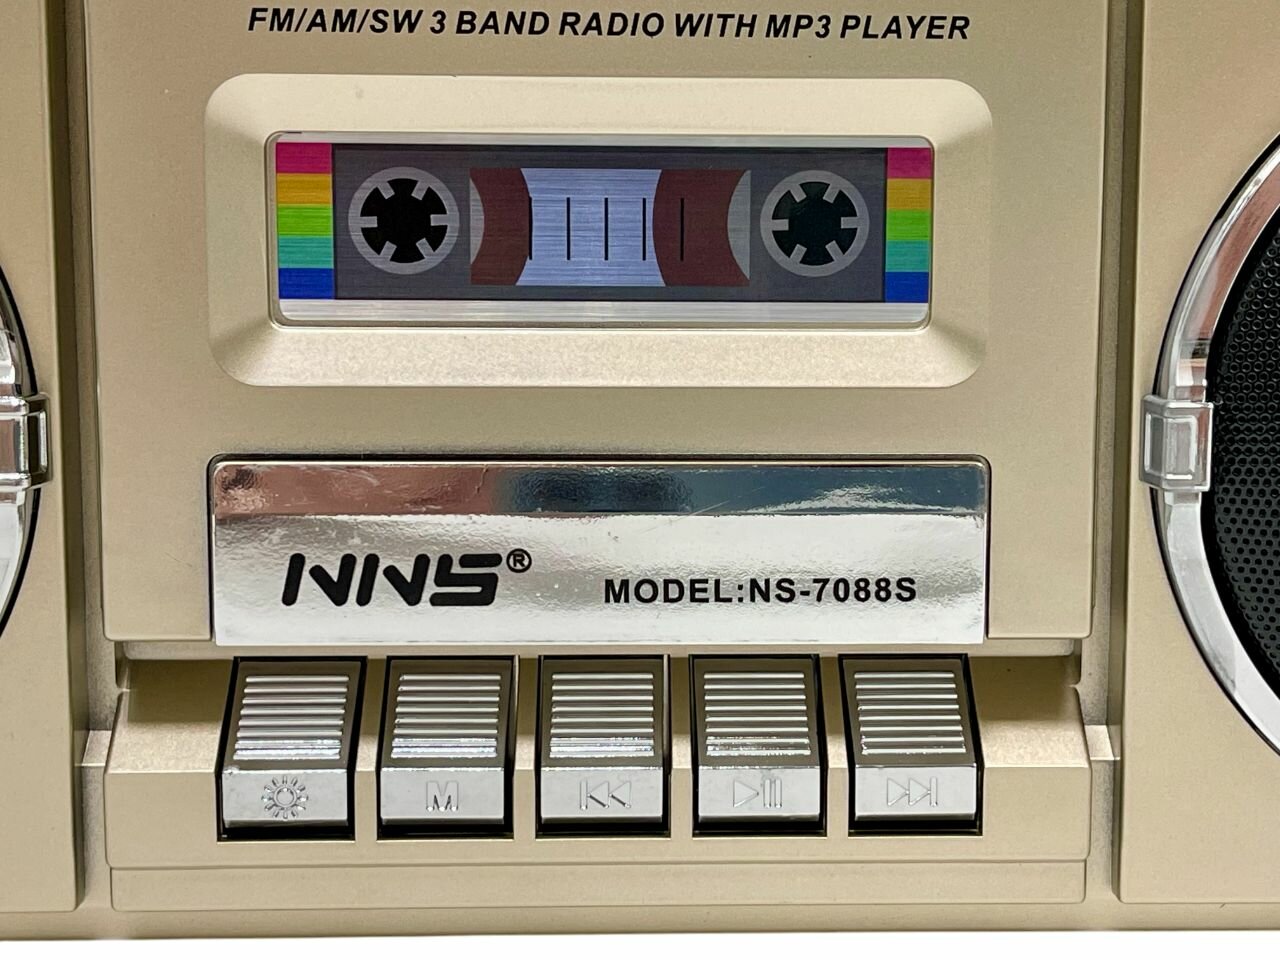 FM/AM/SW 3 BAND RADIO WITH MP3 PLAYER
NNS®
MODEL:NS-7088S
M